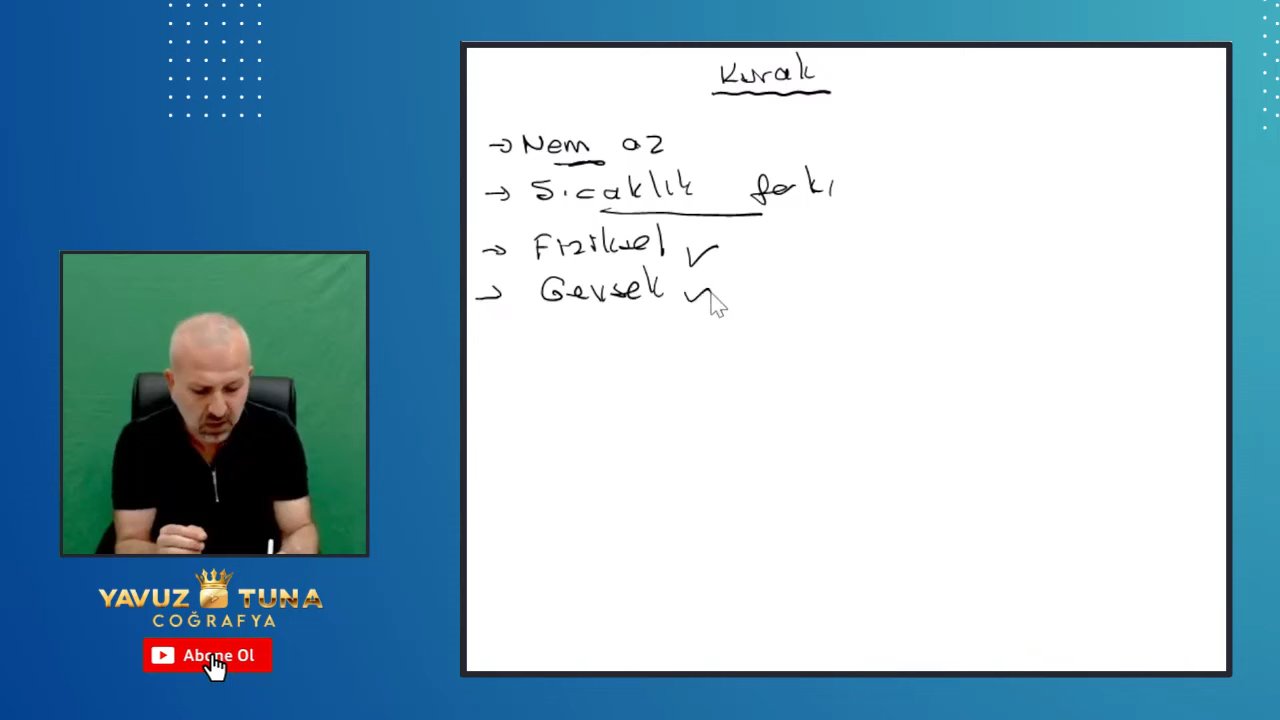 Kurak
→ Nem az
→ Sıcaklık farkı
→ Fiziksel ✓
→ Gevşek ✓
YAVUZ TUNA
COĞRAFYA
Abone Ol